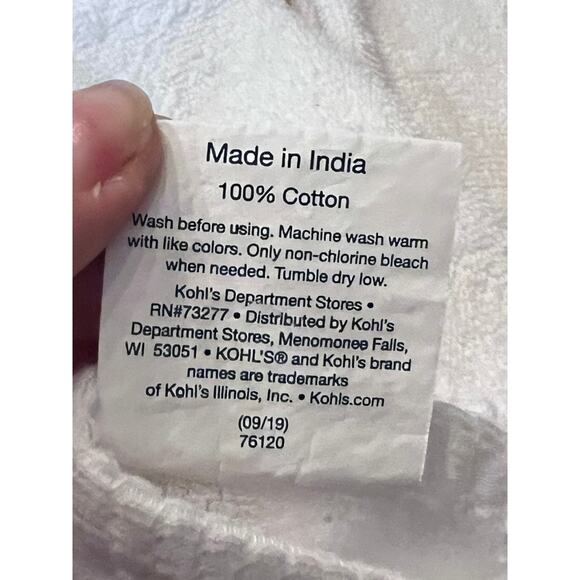 Made in India
100% Cotton
Wash before using. Machine wash warm
with like colors. Only non-chlorine bleach
when needed. Tumble dry low.
Kohl's Department Stores •
RN#73277 • Distributed by Kohl's
Department Stores, Menomonee Falls,
WI 53051 • KOHL'S® and Kohl's brand
names are trademarks
of Kohl's Illinois, Inc. • Kohls.com
(09/19)
76120